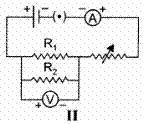 + - (•) - A +
R1
R2
+ V -
II